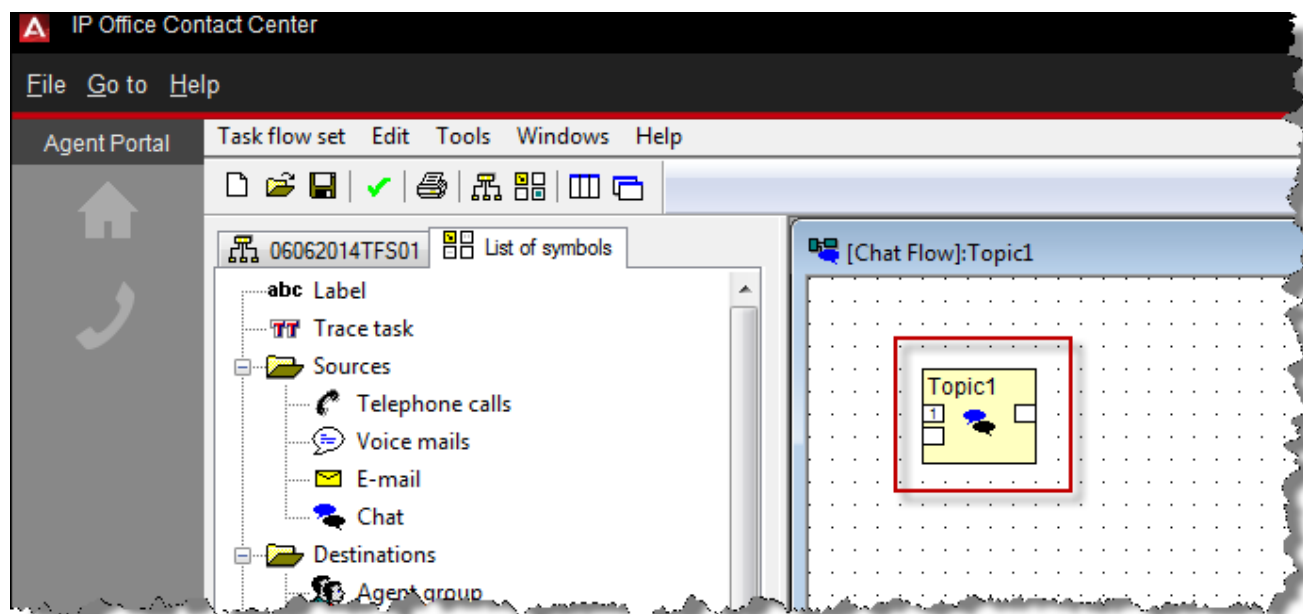 IP Office Contact Center
File Go to Help
Agent Portal
Task flow set Edit Tools Windows Help
06062014TFS01 List of symbols
abc Label
TT Trace task
Sources
Telephone calls
Voice mails
E-mail
Chat
Destinations
Agent group
[Chat Flow]:Topic1
Topic1
1